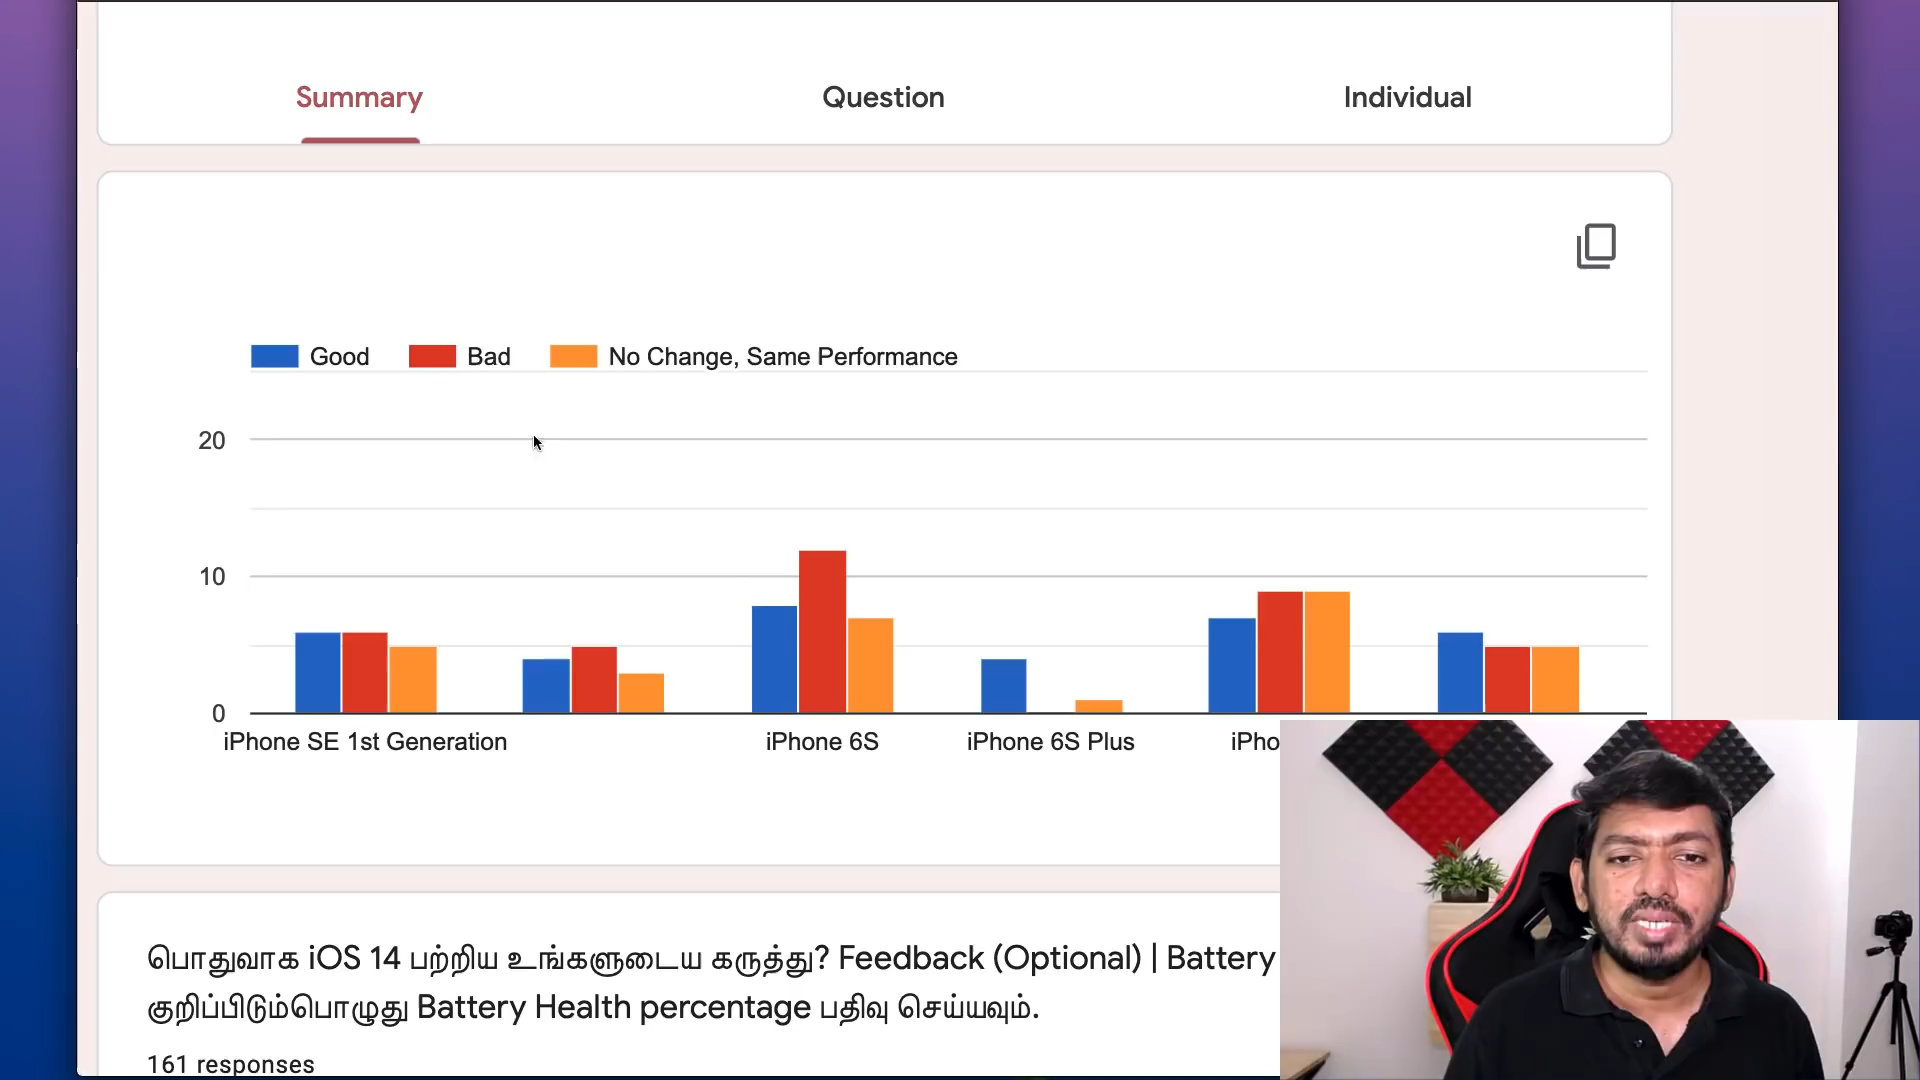 Summary
Question
Individual
Good
Bad
No Change, Same Performance
20
10
0
iPhone SE 1st Generation
iPhone 6S
iPhone 6S Plus
பொதுவாக iOS 14 பற்றிய உங்களுடைய கருத்து? Feedback (Optional) | Battery
குறிப்பிடும்பொழுது Battery Health percentage பதிவு செய்யவும்.
161 responses